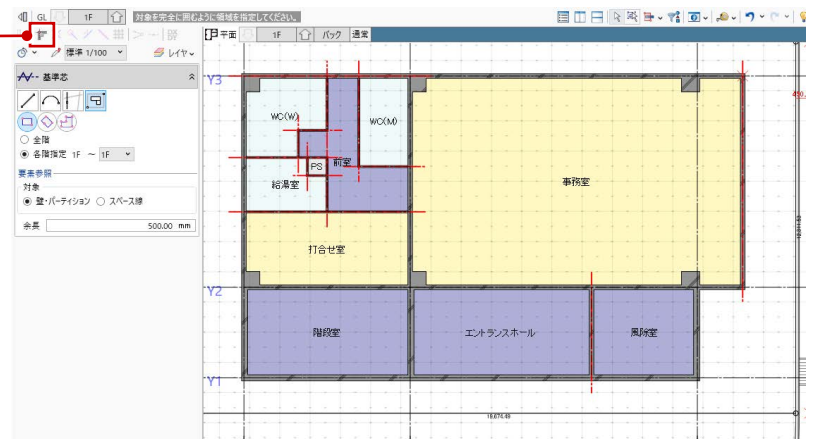 GL 1F 対象を完全に囲むように領域を指定してください。
標準 1/100 レイヤ
平面 1F バック 通常
基準芯
全階
各階指定 1F ～ 1F
要素参照
対象
壁・パーティション スペース線
余長 500.00 mm
Y3
WC(W)
WC(M)
前室
PS
給湯室
事務室
打合せ室
Y2
階段室
エントランスホール
風除室
Y1
19,674.49